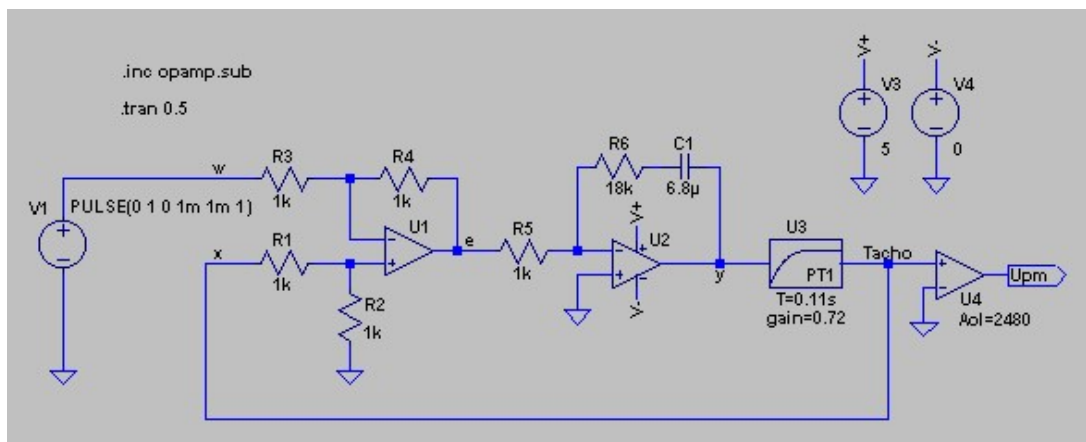 .inc opamp.sub
.tran 0.5
V+
V-
V3
V4
5
0
V1
PULSE(0 1 0 1m 1m 1)
w
R3
1k
R4
1k
x
R1
1k
R2
1k
U1
e
R5
1k
R6
18k
C1
6.8µ
V+
U2
V-
y
U3
PT1
T=0.11s
gain=0.72
Tacho
U4
Aol=2480
Upm